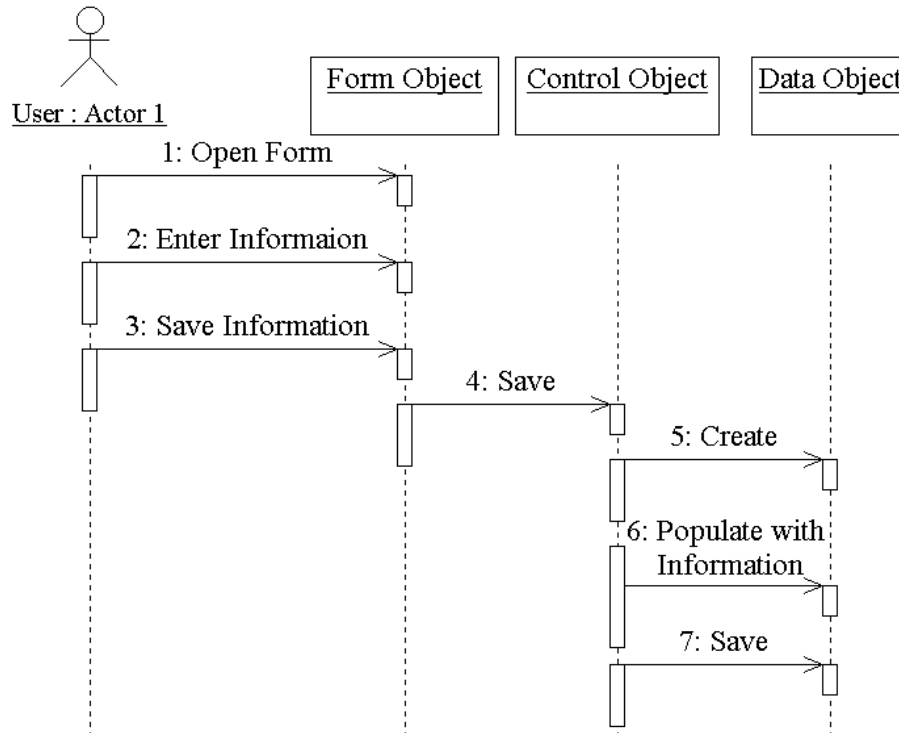 Form Object
Control Object
Data Object
User : Actor 1
1: Open Form
2: Enter Informaion
3: Save Information
4: Save
5: Create
6: Populate with
Information
7: Save